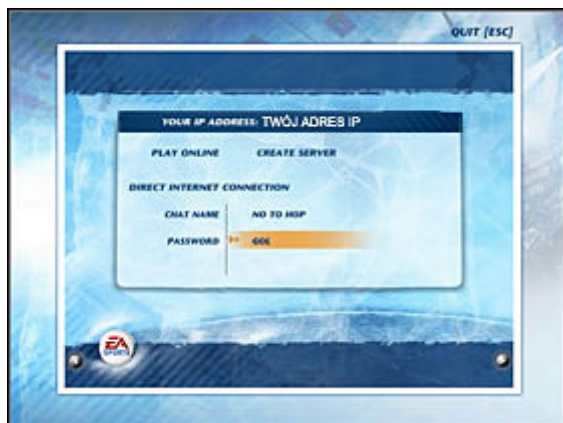 QUIT [ESC]
YOUR IP ADDRESS: TWÓJ ADRES IP
PLAY ONLINE CREATE SERVER
DIRECT INTERNET CONNECTION
CHAT NAME NO TO HOP
PASSWORD GOL
EA
SPORTS